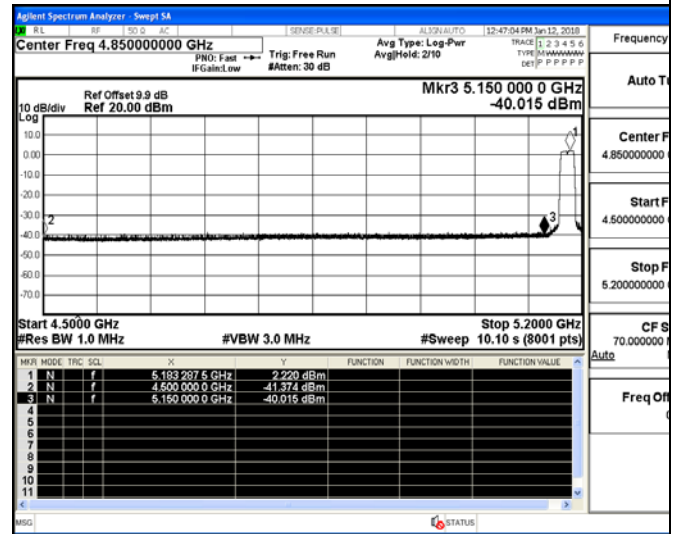 Agilent Spectrum Analyzer - Swept SA
RL RF 50 Ω AC SENSE:PULSE ALIGN AUTO 12:47:04 PM Jan 12, 2018
Center Freq 4.850000000 GHz
PNO: Fast
IFGain:Low
Trig: Free Run
#Atten: 30 dB
Avg Type: Log-Pwr
Avg|Hold: 2/10
TRACE 1 2 3 4 5 6
TYPE MWWWWW
DET P P P P P P
Ref Offset 9.9 dB
10 dB/div Ref 20.00 dBm
Log
Mkr3 5.150 000 0 GHz
-40.015 dBm
10.0
0.00
-10.0
-20.0
-30.0
-40.0
-50.0
-60.0
-70.0
1
2
3
Start 4.5000 GHz Stop 5.2000 GHz
#Res BW 1.0 MHz #VBW 3.0 MHz #Sweep 10.10 s (8001 pts)
MKR MODE TRC SCL X Y FUNCTION FUNCTION WIDTH FUNCTION VALUE
1 N f 5.183 287 5 GHz 2.220 dBm
2 N f 4.500 000 0 GHz -41.374 dBm
3 N f 5.150 000 0 GHz -40.015 dBm
4
5
6
7
8
9
10
11
MSG STATUS
Frequency
Auto Tu
Center F
4.850000000
Start F
4.500000000
Stop F
5.200000000
CF S
70.000000
Auto
Freq Off